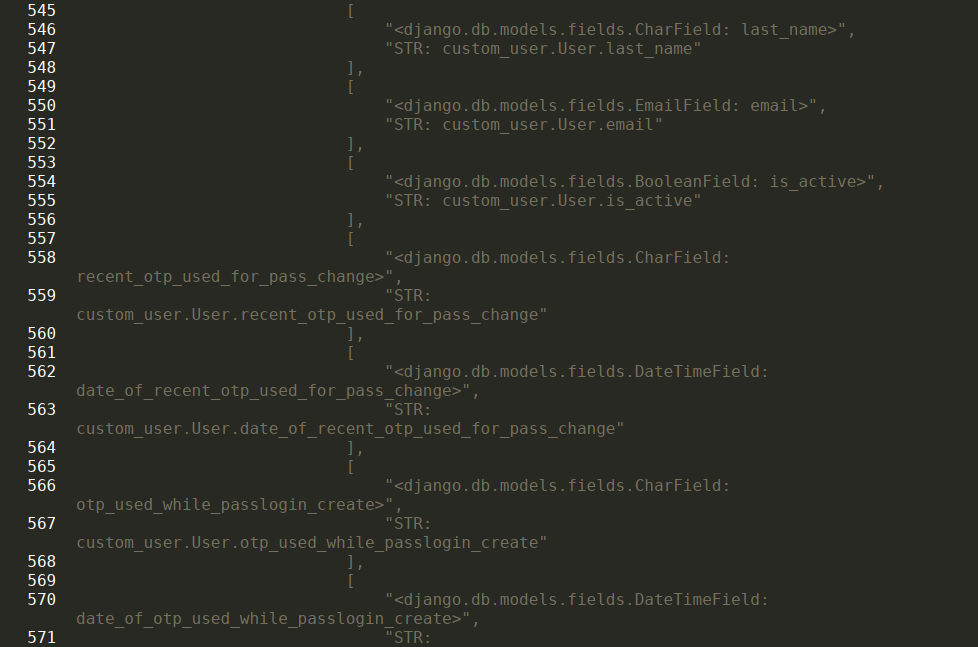 545 [
546 "<django.db.models.fields.CharField: last_name>",
547 "STR: custom_user.User.last_name"
548 ],
549 [
550 "<django.db.models.fields.EmailField: email>",
551 "STR: custom_user.User.email"
552 ],
553 [
554 "<django.db.models.fields.BooleanField: is_active>",
555 "STR: custom_user.User.is_active"
556 ],
557 [
558 "<django.db.models.fields.CharField:
recent_otp_used_for_pass_change>",
559 "STR:
custom_user.User.recent_otp_used_for_pass_change"
560 ],
561 [
562 "<django.db.models.fields.DateTimeField:
date_of_recent_otp_used_for_pass_change>",
563 "STR:
custom_user.User.date_of_recent_otp_used_for_pass_change"
564 ],
565 [
566 "<django.db.models.fields.CharField:
otp_used_while_passlogin_create>",
567 "STR:
custom_user.User.otp_used_while_passlogin_create"
568 ],
569 [
570 "<django.db.models.fields.DateTimeField:
date_of_otp_used_while_passlogin_create>",
571 "STR: